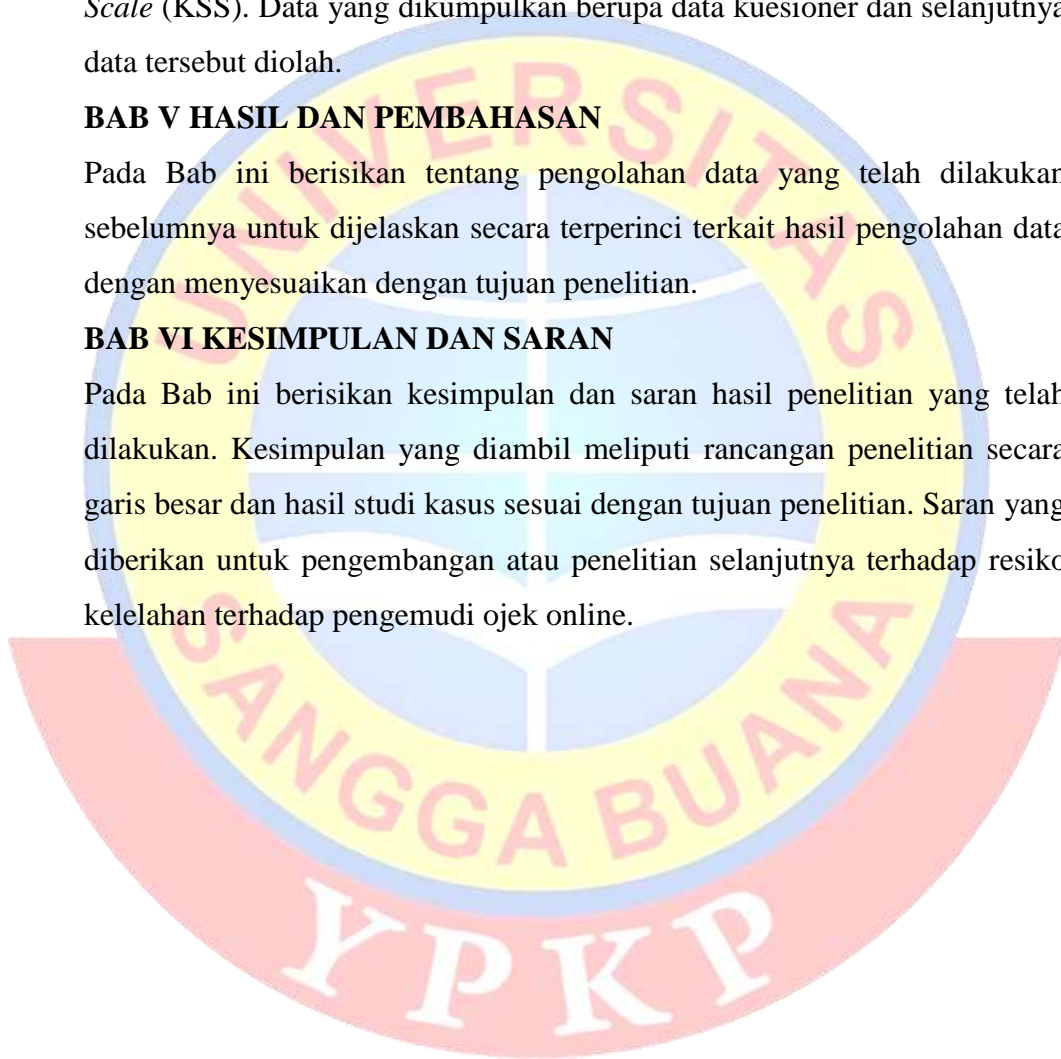 Scale (KSS). Data yang dikumpulkan berupa data kuesioner dan selanjutnya
data tersebut diolah.
BAB V HASIL DAN PEMBAHASAN
Pada Bab ini berisikan tentang pengolahan data yang telah dilakukan
sebelumnya untuk dijelaskan secara terperinci terkait hasil pengolahan data
dengan menyesuaikan dengan tujuan penelitian.
BAB VI KESIMPULAN DAN SARAN
Pada Bab ini berisikan kesimpulan dan saran hasil penelitian yang telah
dilakukan. Kesimpulan yang diambil meliputi rancangan penelitian secara
garis besar dan hasil studi kasus sesuai dengan tujuan penelitian. Saran yang
diberikan untuk pengembangan atau penelitian selanjutnya terhadap resiko
kelelahan terhadap pengemudi ojek online.
UNIVERSITAS
SANGGA BUANA
YPKP